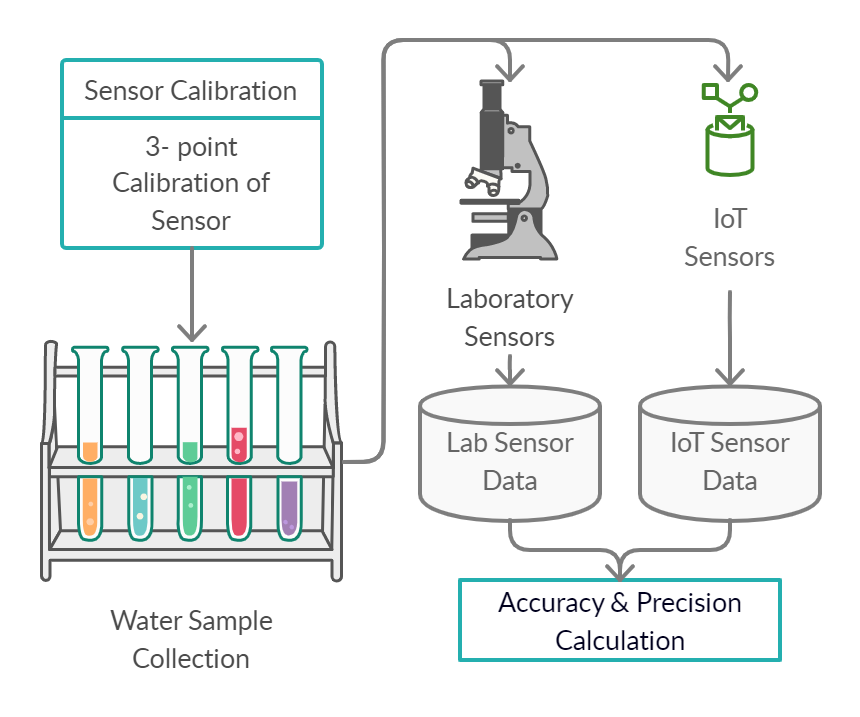 Sensor Calibration
3- point
Calibration of
Sensor
Water Sample
Collection
Laboratory
Sensors
IoT
Sensors
Lab Sensor
Data
IoT Sensor
Data
Accuracy & Precision
Calculation